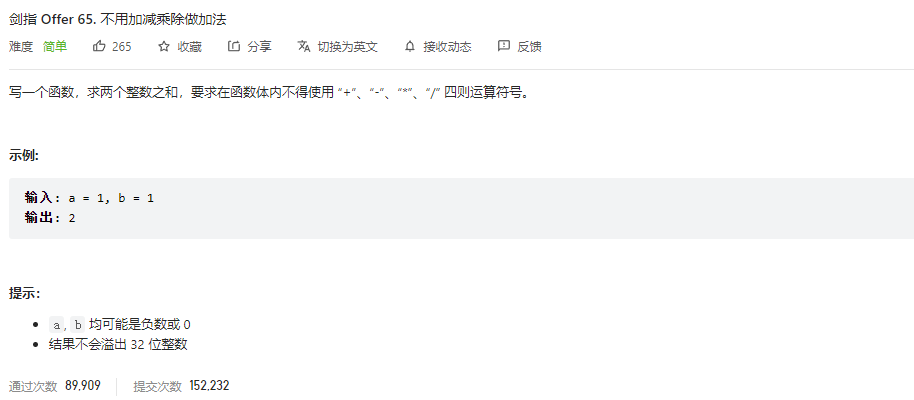 剑指 Offer 65. 不用加减乘除做加法
难度 简单 265 收藏 分享 切换为英文 接收动态 反馈
写一个函数，求两个整数之和，要求在函数体内不得使用 “+”、“-”、“*”、“/” 四则运算符号。
示例:
输入: a = 1, b = 1
输出: 2
提示：
a, b 均可能是负数或 0
结果不会溢出 32 位整数
通过次数 89,909 提交次数 152,232